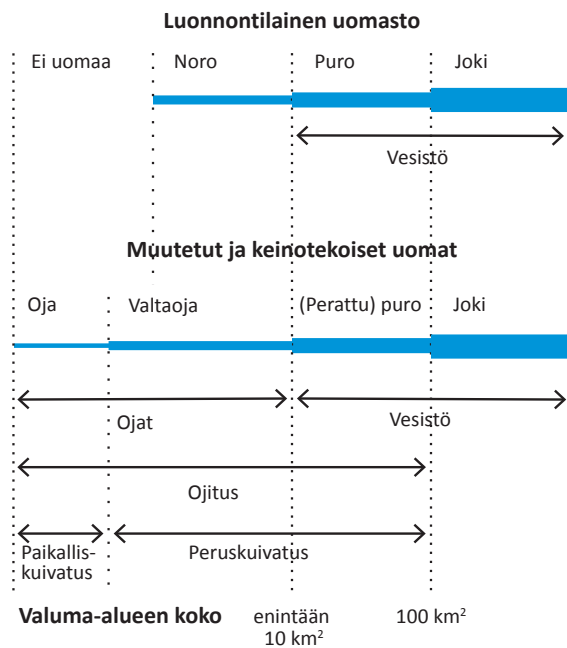 Luonnontilainen uomasto
Ei uomaa Noro Puro Joki
Vesistö
Muutetut ja keinotekoiset uomat
Oja Valtaoja (Perattu) puro Joki
Ojat Vesistö
Ojitus
Paikallis-
kuivatus
Peruskuivatus
Valuma-alueen koko enintään 100 km²
10 km²